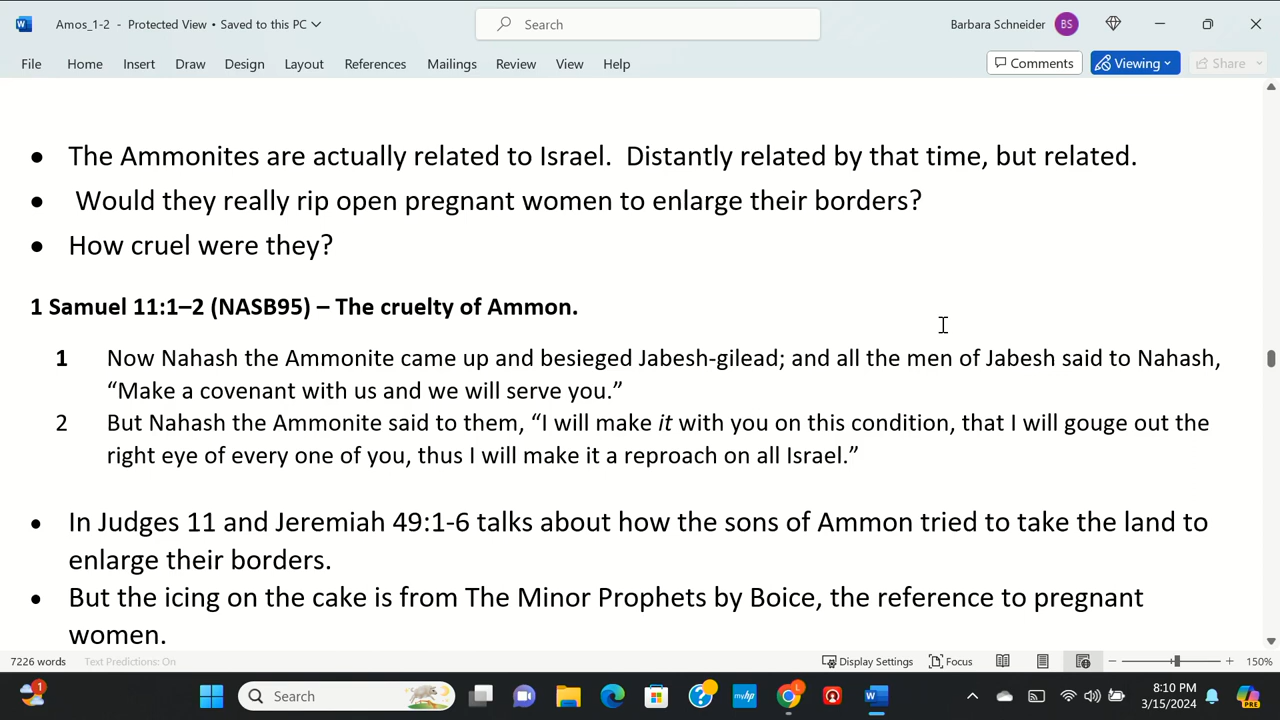 Amos_1-2 - Protected View • Saved to this PC
Search
Barbara Schneider
BS
File
Home
Insert
Draw
Design
Layout
References
Mailings
Review
View
Help
Comments
Viewing
Share
• The Ammonites are actually related to Israel.  Distantly related by that time, but related.
• Would they really rip open pregnant women to enlarge their borders?
• How cruel were they?
1 Samuel 11:1–2 (NASB95) – The cruelty of Ammon.
1 Now Nahash the Ammonite came up and besieged Jabesh-gilead; and all the men of Jabesh said to Nahash,
“Make a covenant with us and we will serve you.”
2 But Nahash the Ammonite said to them, “I will make it with you on this condition, that I will gouge out the
right eye of every one of you, thus I will make it a reproach on all Israel.”
• In Judges 11 and Jeremiah 49:1-6 talks about how the sons of Ammon tried to take the land to
enlarge their borders.
• But the icing on the cake is from The Minor Prophets by Boice, the reference to pregnant
women.
7226 words
Text Predictions: On
Display Settings
Focus
150%
1
Search
myhp
W
8:10 PM
3/15/2024
PRE